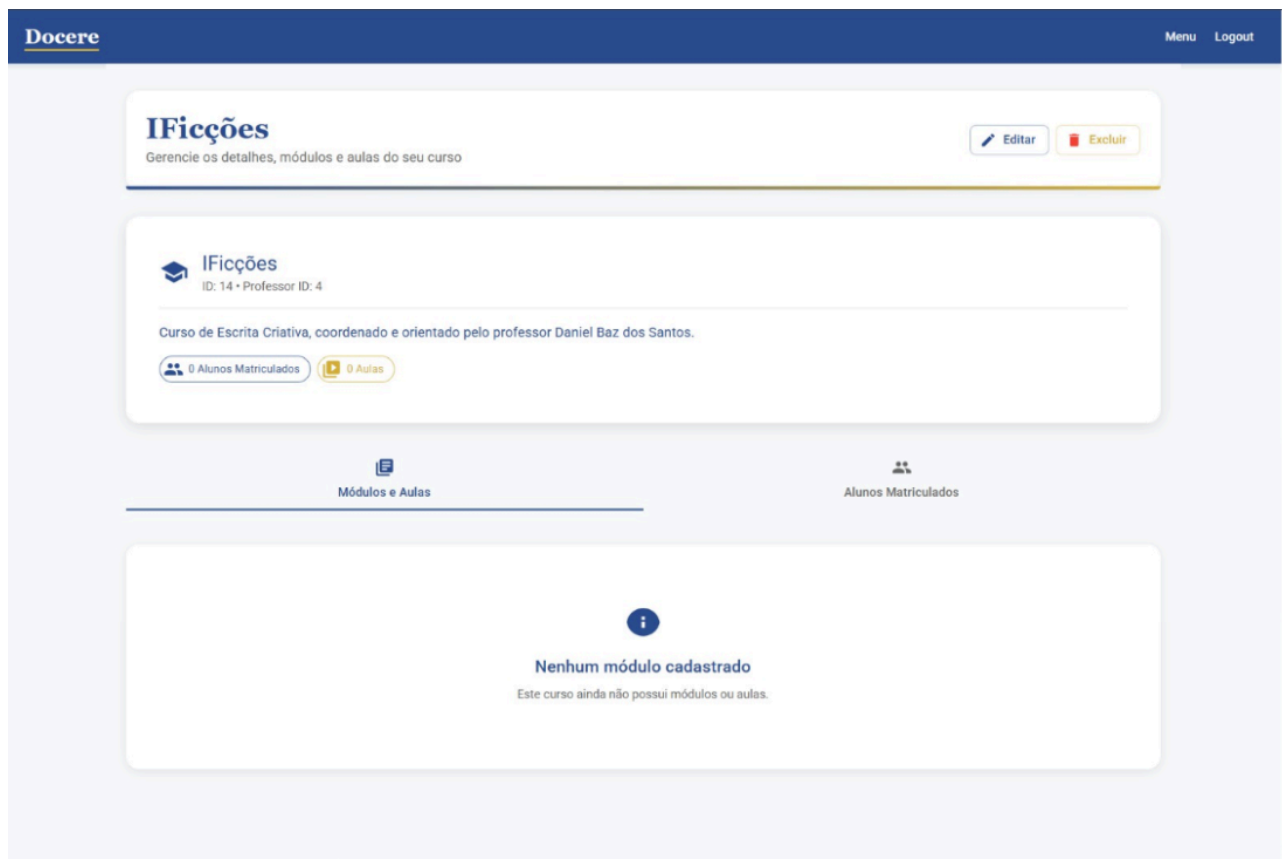 Docere
Menu Logout
IFicções
Gerencie os detalhes, módulos e aulas do seu curso
Editar Excluir
IFicções
ID: 14 • Professor ID: 4
Curso de Escrita Criativa, coordenado e orientado pelo professor Daniel Baz dos Santos.
0 Alunos Matriculados 0 Aulas
Módulos e Aulas
Alunos Matriculados
Nenhum módulo cadastrado
Este curso ainda não possui módulos ou aulas.